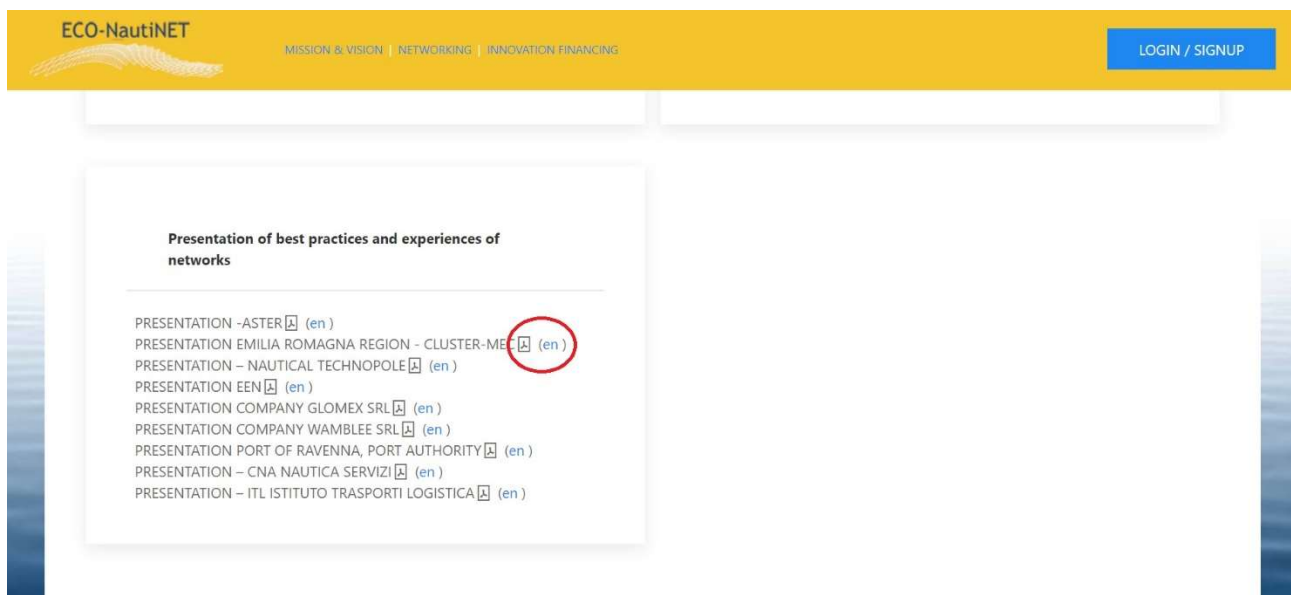 ECO-NautiNET
MISSION & VISION | NETWORKING | INNOVATION FINANCING
LOGIN / SIGNUP
Presentation of best practices and experiences of
networks
PRESENTATION -ASTER (en )
PRESENTATION EMILIA ROMAGNA REGION - CLUSTER-MEC (en )
PRESENTATION – NAUTICAL TECHNOPOLE (en )
PRESENTATION EEN (en )
PRESENTATION COMPANY GLOMEX SRL (en )
PRESENTATION COMPANY WAMBLEE SRL (en )
PRESENTATION PORT OF RAVENNA, PORT AUTHORITY (en )
PRESENTATION – CNA NAUTICA SERVIZI (en )
PRESENTATION – ITL ISTITUTO TRASPORTI LOGISTICA (en )